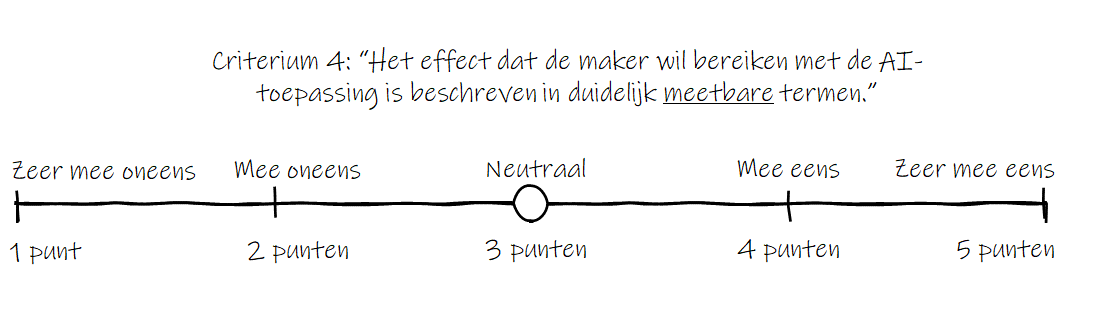 Criterium 4: “Het effect dat de maker wil bereiken met de AI-
toepassing is beschreven in duidelijk meetbare termen.”
Zeer mee oneens Mee oneens Neutraal Mee eens Zeer mee eens
1 punt 2 punten 3 punten 4 punten 5 punten